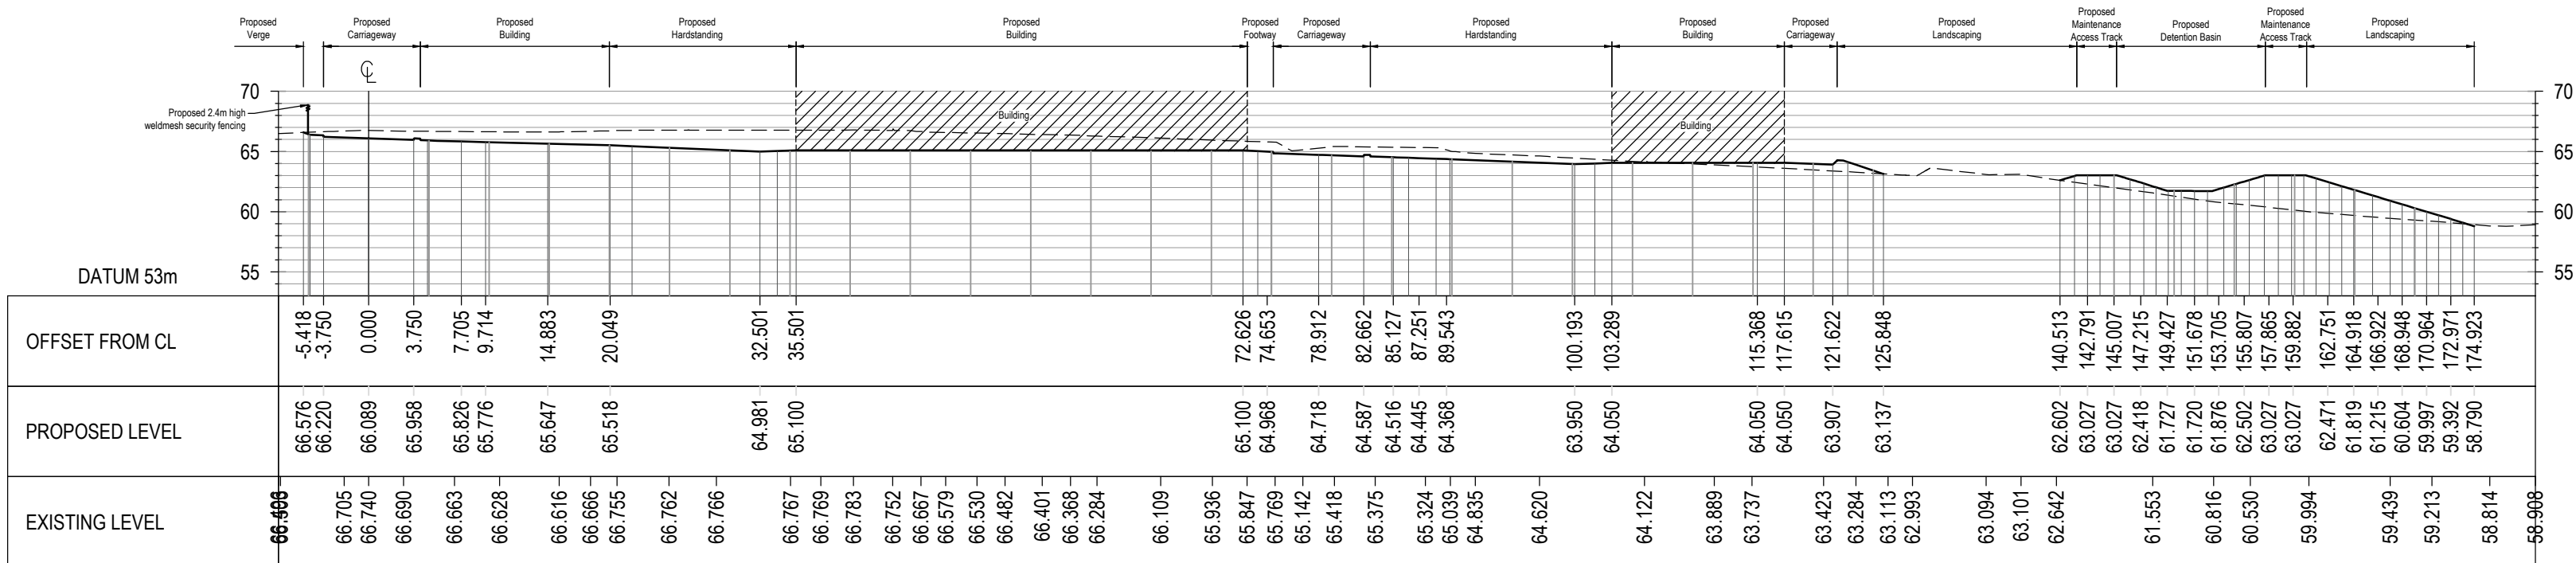 Proposed
Verge
Proposed
Carriageway
Proposed
Building
Proposed
Hardstanding
Proposed
Building
Proposed
Footway
Proposed
Carriageway
Proposed
Hardstanding
Proposed
Building
Proposed
Carriageway
Proposed
Landscaping
Proposed
Maintenance
Access Track
Proposed
Detention Basin
Proposed
Maintenance
Access Track
Proposed
Landscaping
CL
70 70
Proposed 2.4m high
weldmesh security fencing
Building
Building
65 65
60 60
55 55
DATUM 53m
OFFSET FROM CL -5.418 -3.750 0.000 3.750 7.705 9.714 14.883 20.049 32.501 35.501 72.626 74.653 78.912 82.662 85.127 87.251 89.543 100.193 103.289 115.368 117.615 121.622 125.848 140.513 142.791 145.007 147.215 149.427 151.678 153.705 155.807 157.865 159.882 162.751 164.918 166.922 168.948 170.964 172.971 174.923
PROPOSED LEVEL 66.576 66.220 66.089 65.958 65.826 65.776 65.647 65.518 64.981 65.100 65.100 64.968 64.718 64.587 64.516 64.445 64.368 63.950 64.050 64.050 64.050 63.907 63.137 62.602 63.027 63.027 62.418 61.727 61.720 61.876 62.502 63.027 63.027 62.471 61.819 61.215 60.604 59.997 59.392 58.790
EXISTING LEVEL 66.705 66.740 66.690 66.663 66.628 66.616 66.666 66.755 66.762 66.766 66.767 66.769 66.783 66.752 66.667 66.579 66.530 66.482 66.401 66.368 66.284 66.109 65.936 65.847 65.769 65.142 65.418 65.375 65.324 65.039 64.835 64.620 64.122 63.889 63.737 63.423 63.284 63.113 62.993 63.094 63.101 62.642 61.553 60.816 60.530 59.994 59.439 59.213 58.814 58.908